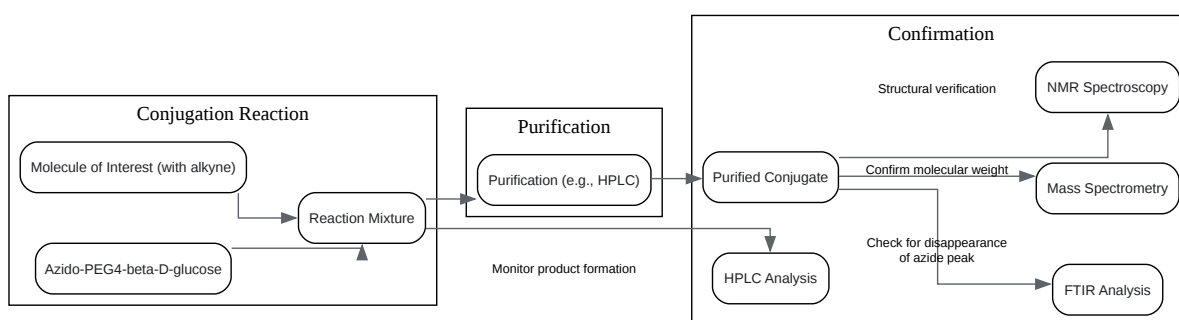 Confirmation
Structural verification
NMR Spectroscopy
Conjugation Reaction
Purification
Molecule of Interest (with alkyne)
Purification (e.g., HPLC)
Purified Conjugate
Confirm molecular weight
Mass Spectrometry
Reaction Mixture
Azido-PEG4-beta-D-glucose
Monitor product formation
HPLC Analysis
Check for disappearance
of azide peak
FTIR Analysis